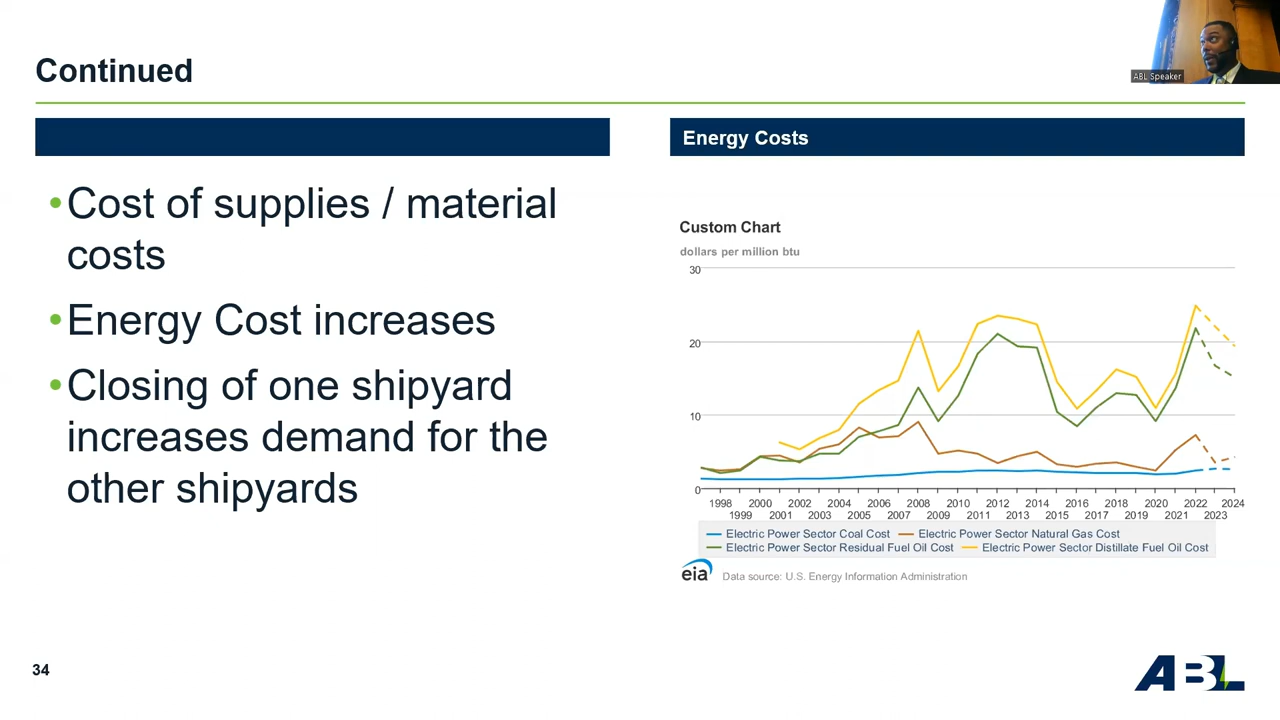 Continued
ABL Speaker
Energy Costs
•Cost of supplies / material
costs
•Energy Cost increases
•Closing of one shipyard
increases demand for the
other shipyards
Custom Chart
dollars per million btu
30
20
10
0
1998 2000 2002 2004 2006 2008 2010 2012 2014 2016 2018 2020 2022 2024
1999 2001 2003 2005 2007 2009 2011 2013 2015 2017 2019 2021 2023
Electric Power Sector Coal Cost Electric Power Sector Natural Gas Cost
Electric Power Sector Residual Fuel Oil Cost Electric Power Sector Distillate Fuel Oil Cost
eia Data source: U.S. Energy Information Administration
34
ABL